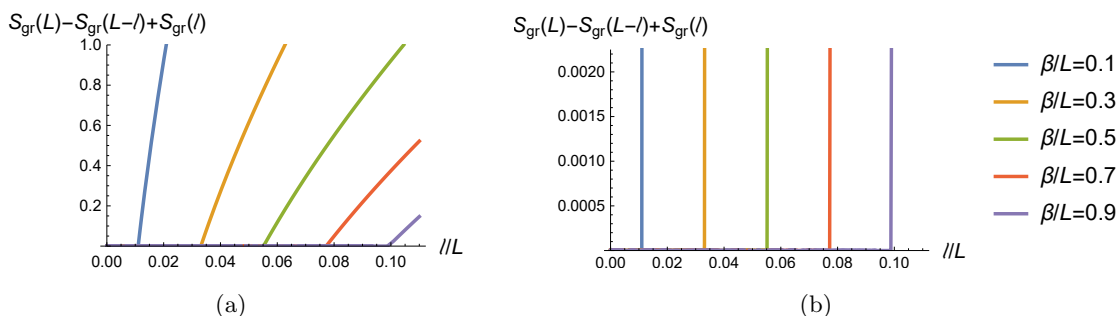 S_gr(L)−S_gr(L−l)+S_gr(l)
1.0
0.8
0.6
0.4
0.2
0.00 0.02 0.04 0.06 0.08 0.10
l/L
(a)
S_gr(L)−S_gr(L−l)+S_gr(l)
0.0020
0.0015
0.0010
0.0005
0.00 0.02 0.04 0.06 0.08 0.10
l/L
(b)
β/L=0.1
β/L=0.3
β/L=0.5
β/L=0.7
β/L=0.9